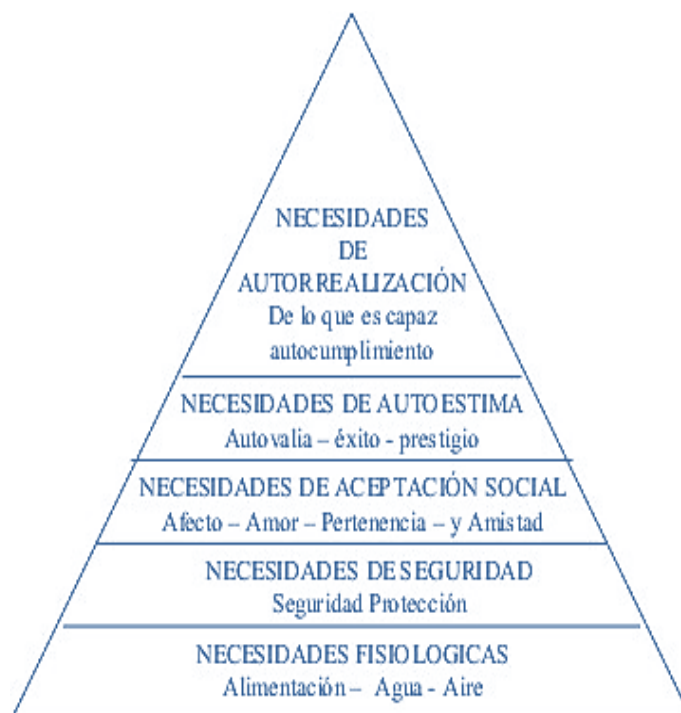 NECESIDADES
DE
AUTORREALIZACIÓN
De lo que es capaz
autocumplimiento
NECESIDADES DE AUTOESTIMA
Autovalia – éxito - prestigio
NECESIDADES DE ACEPTACIÓN SOCIAL
Afecto – Amor – Pertenencia – y Amistad
NECESIDADES DE SEGURIDAD
Seguridad Protección
NECESIDADES FISIOLOGICAS
Alimentación – Agua - Aire